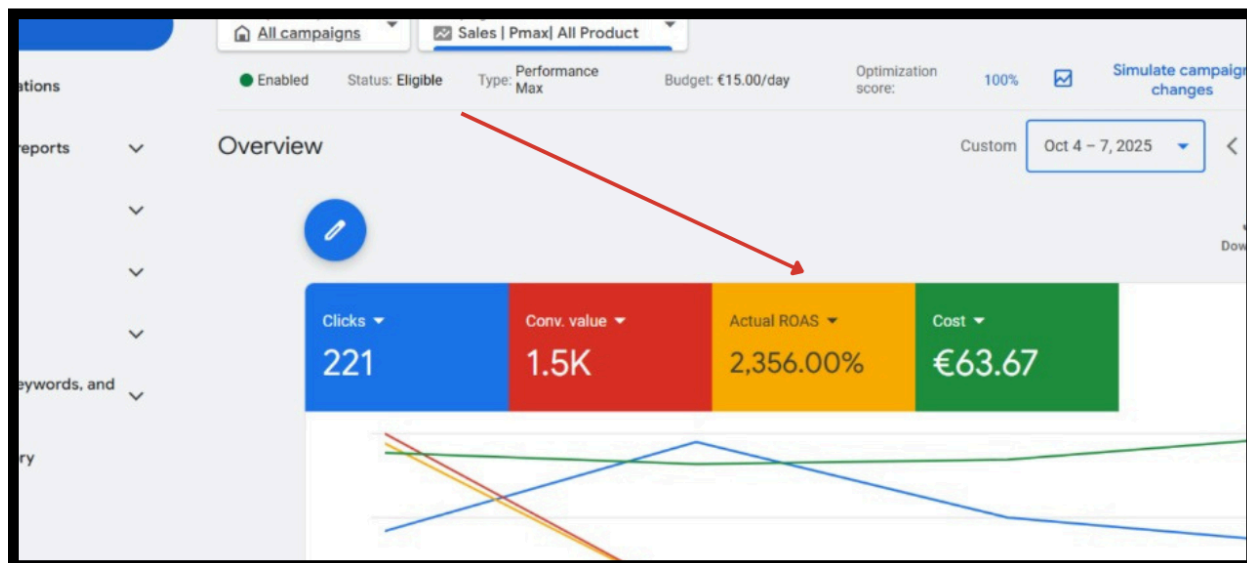 All campaigns
Sales | Pmax| All Product
Enabled
Status: Eligible
Type: Performance
Max
Budget: €15.00/day
Optimization
score:
100%
Simulate campaign
changes
ations
reports
Overview
Custom
Oct 4 – 7, 2025
Dow
Clicks
Conv. value
Actual ROAS
Cost
221
1.5K
2,356.00%
€63.67
eywords, and
ry